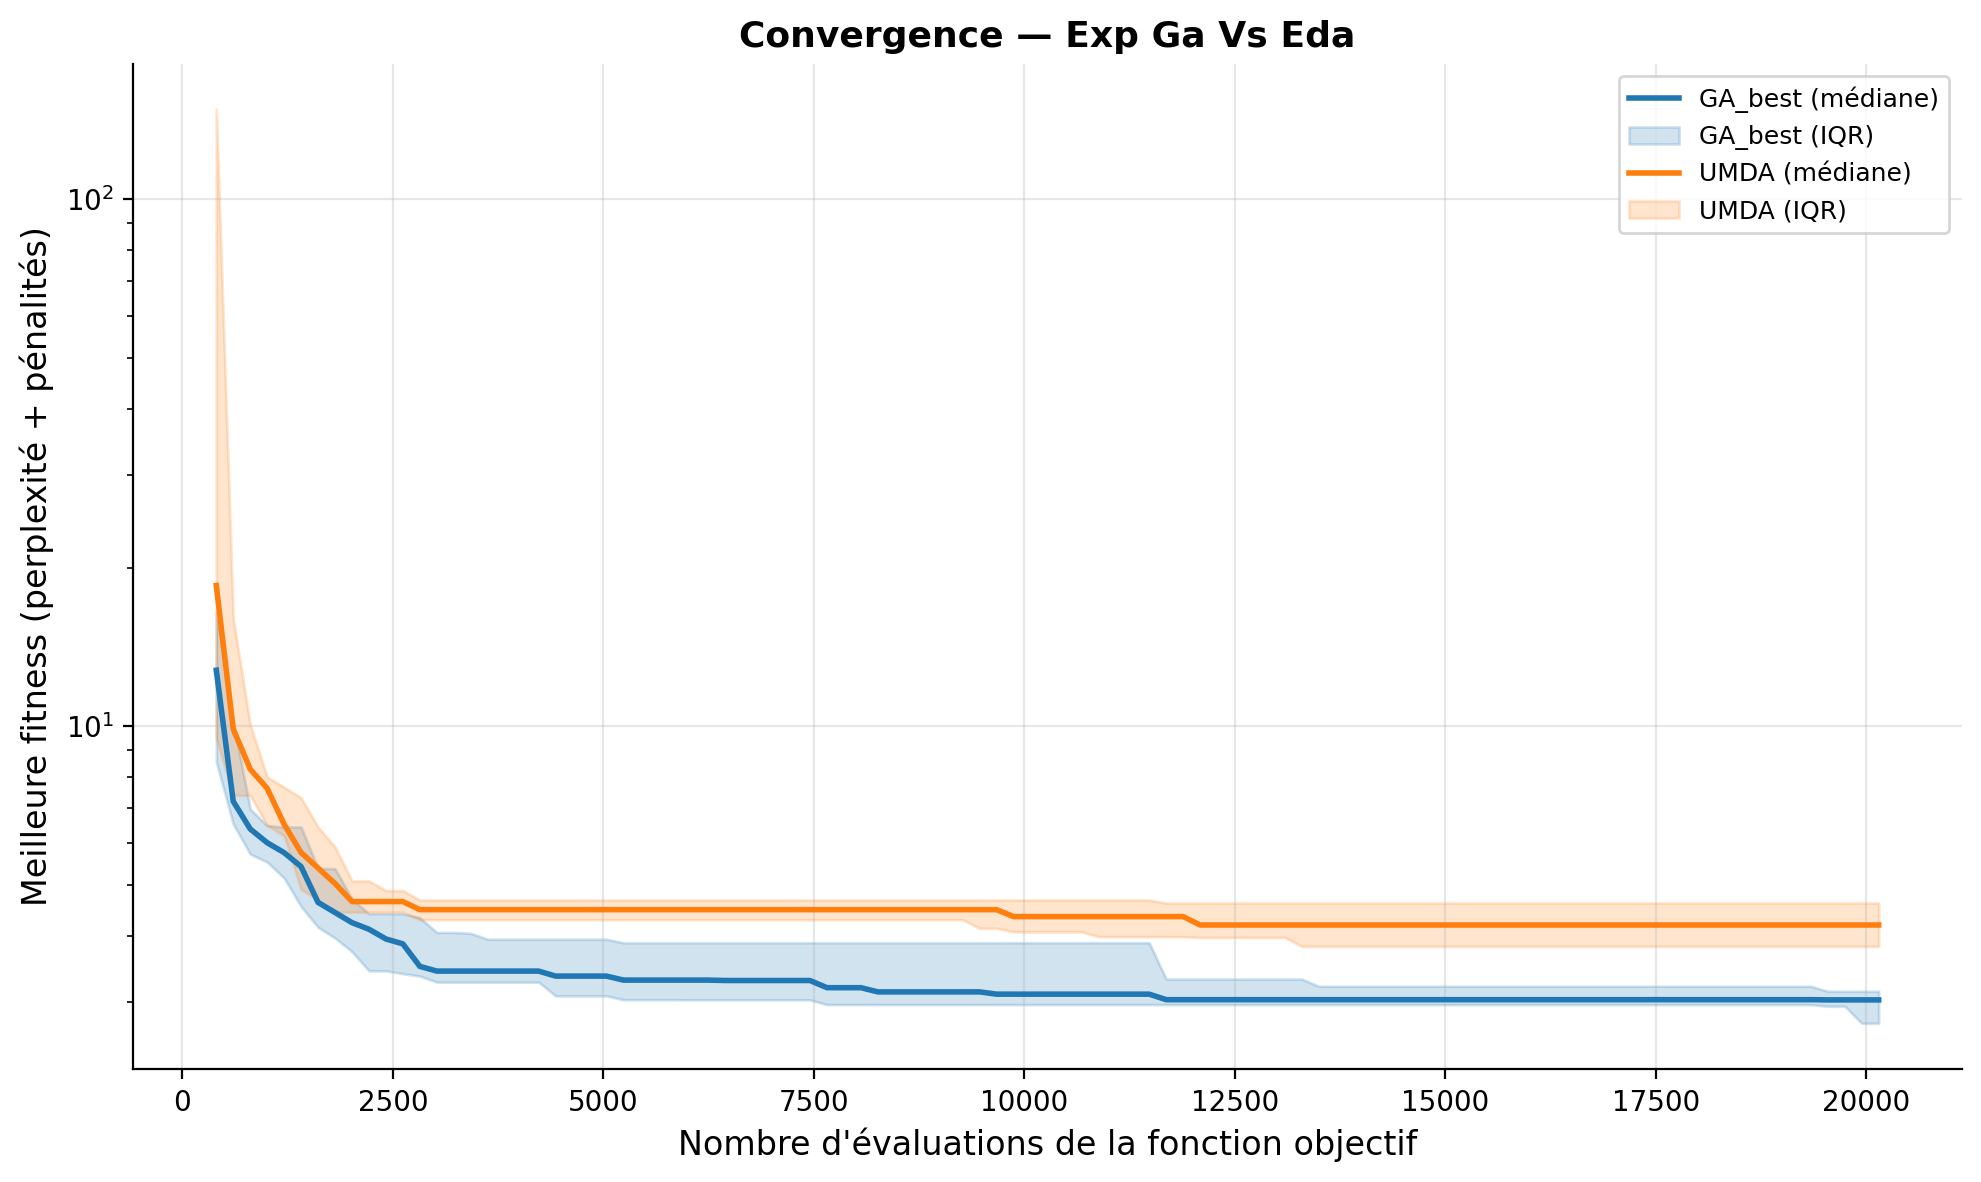 Convergence — Exp Ga Vs Eda
GA_best (médiane)
GA_best (IQR)
UMDA (médiane)
UMDA (IQR)
Meilleure fitness (perplexité + pénalités)
10²
10¹
0 2500 5000 7500 10000 12500 15000 17500 20000
Nombre d'évaluations de la fonction objectif